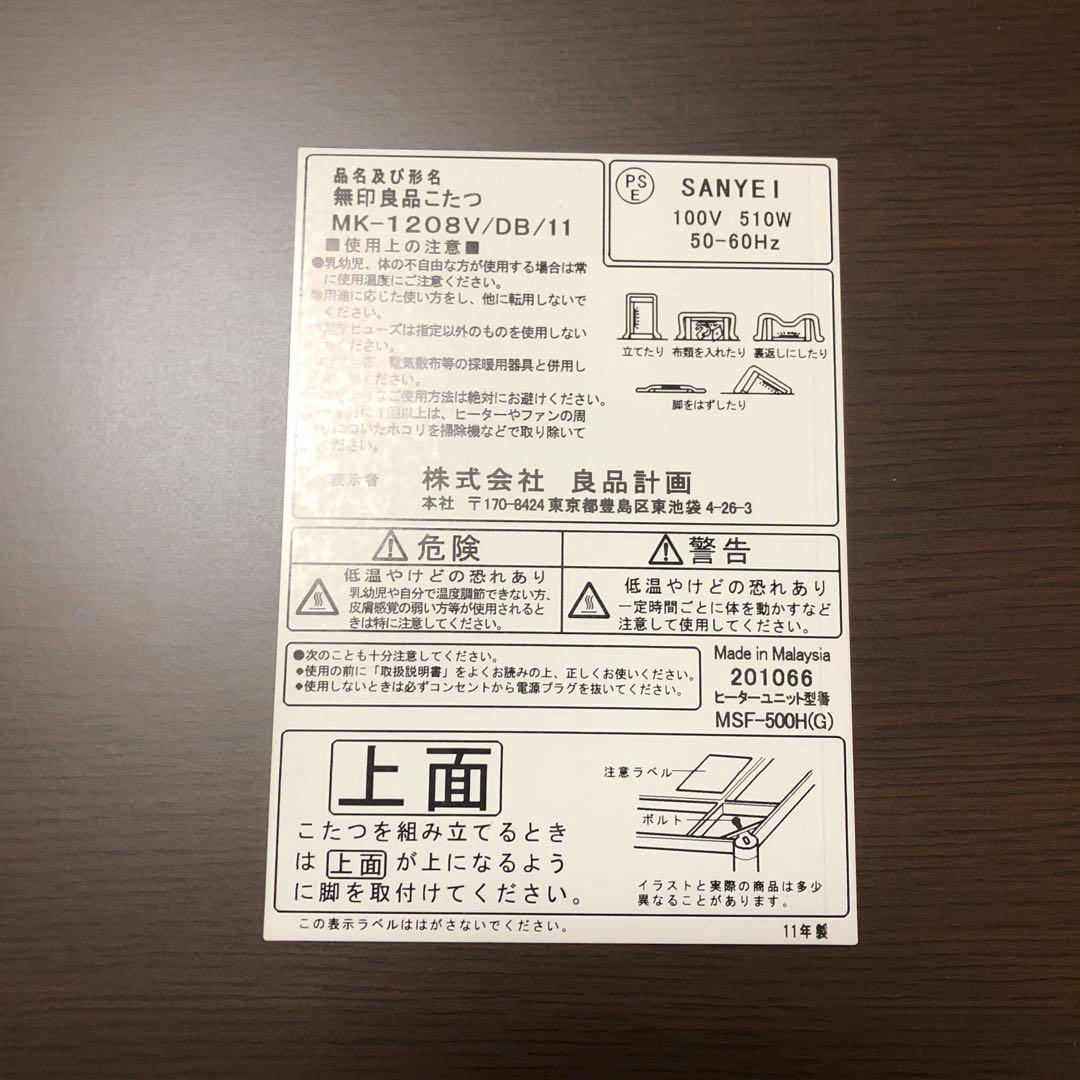 品名及び形名
無印良品こたつ
MK-1208V/DB/11
■使用上の注意■
●乳幼児、体の不自由な方が使用する場合は常
に使用温度にご注意ください。
●用途に応じた使い方をし、他に転用しないで
ください。
ヒューズは指定以外のものを使用しない
でください。
電気敷布等の採暖用器具と併用し
ください。
なご使用方法は絶対にお避けください。
月に1回以上は、ヒーターやファンの周
りについたホコリを掃除機などで取り除いて
ください。
表示者 株式会社 良品計画
本社 〒170-8424 東京都豊島区東池袋 4-26-3
PSE
SANYEI
100V 510W
50-60Hz
立てたり 布類を入れたり 裏返しにしたり
脚をはずしたり
⚠危険
低温やけどの恐れあり
乳幼児や自分で温度調節できない方、
皮膚感覚の弱い方等が使用されると
きは特に注意してください。
⚠警告
低温やけどの恐れあり
一定時間ごとに体を動かすなど
注意して使用してください。
●次のことも十分注意してください。
◆使用の前に「取扱説明書」をよくお読みの上、正しくお使いください。
◆使用しないときは必ずコンセントから電源プラグを抜いてください。
Made in Malaysia
201066
ヒーターユニット型番
MSF-500H(G)
上面
こたつを組み立てるとき
は 上面 が上になるよう
に脚を取付けてください。
注意ラベル
ボルト
イラストと実際の商品は多少
異なることがあります。
この表示ラベルははがさないでください。
11年製